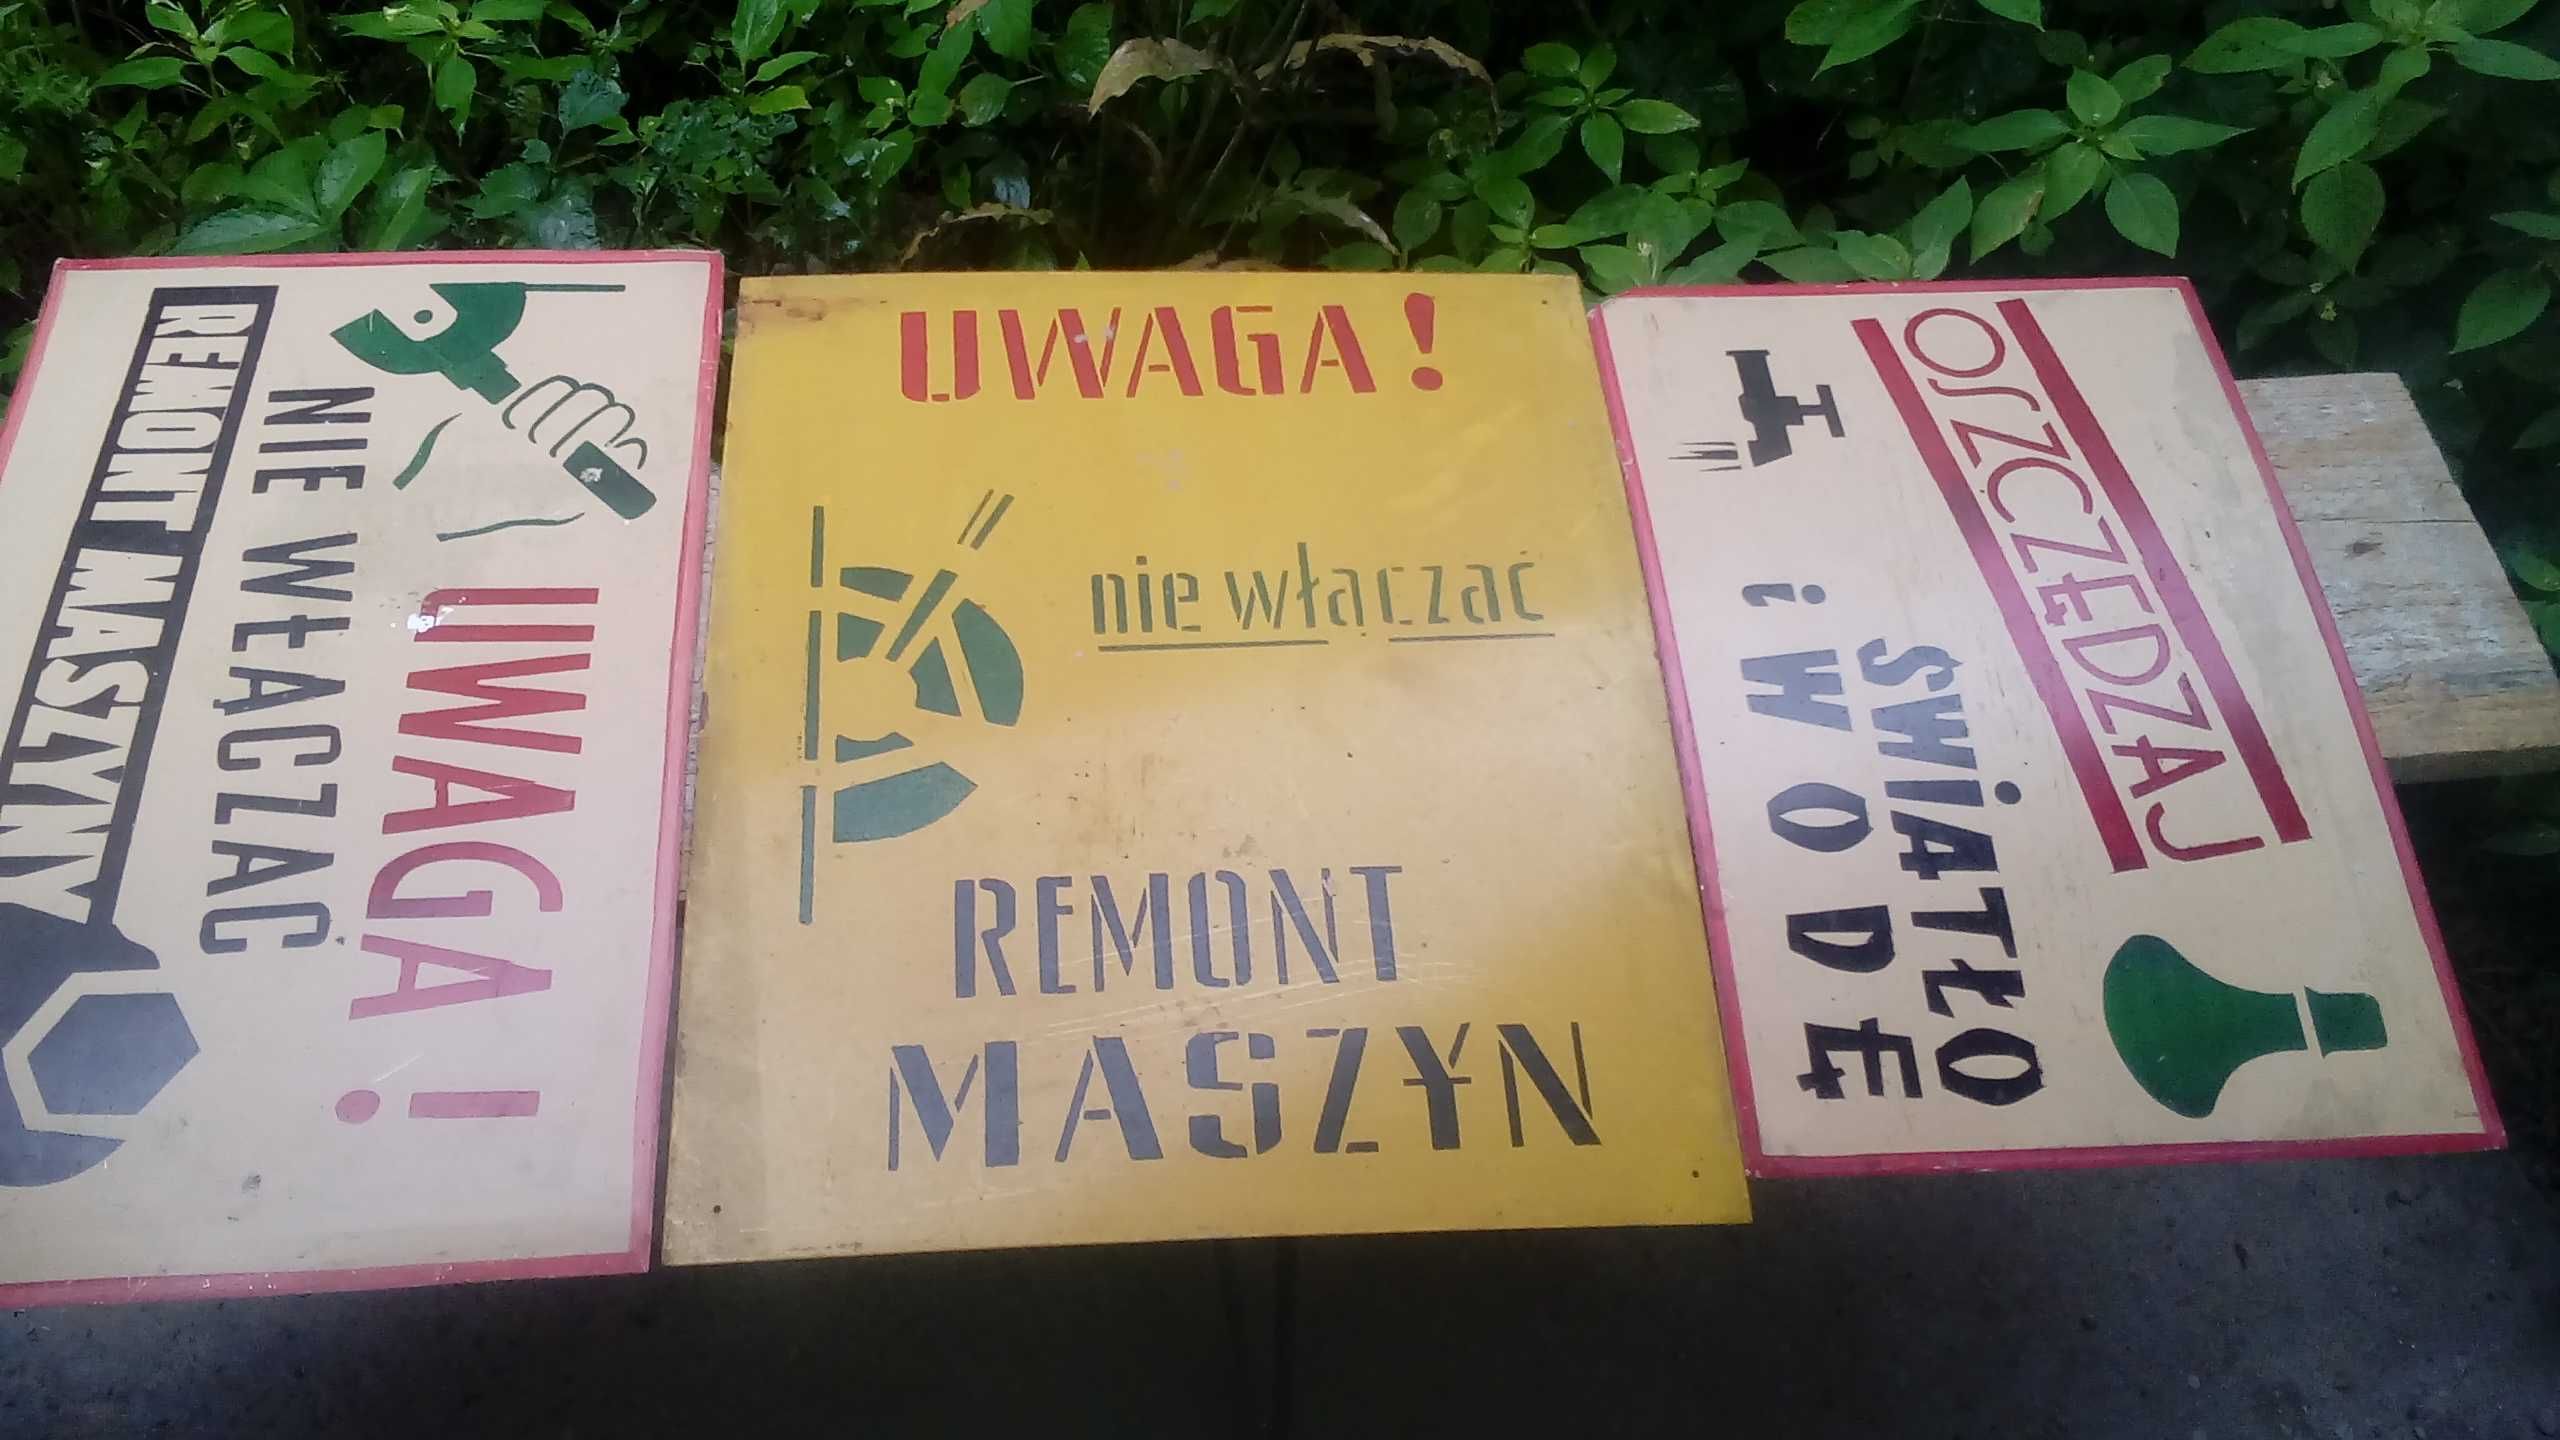 UWAGA!
NIE WŁĄCZAĆ
REMONT MASZYNY
UWAGA!
nie włączać
REMONT
MASZYN
OSZCZĘDZAJ
ŚWIATŁO
i WODĘ